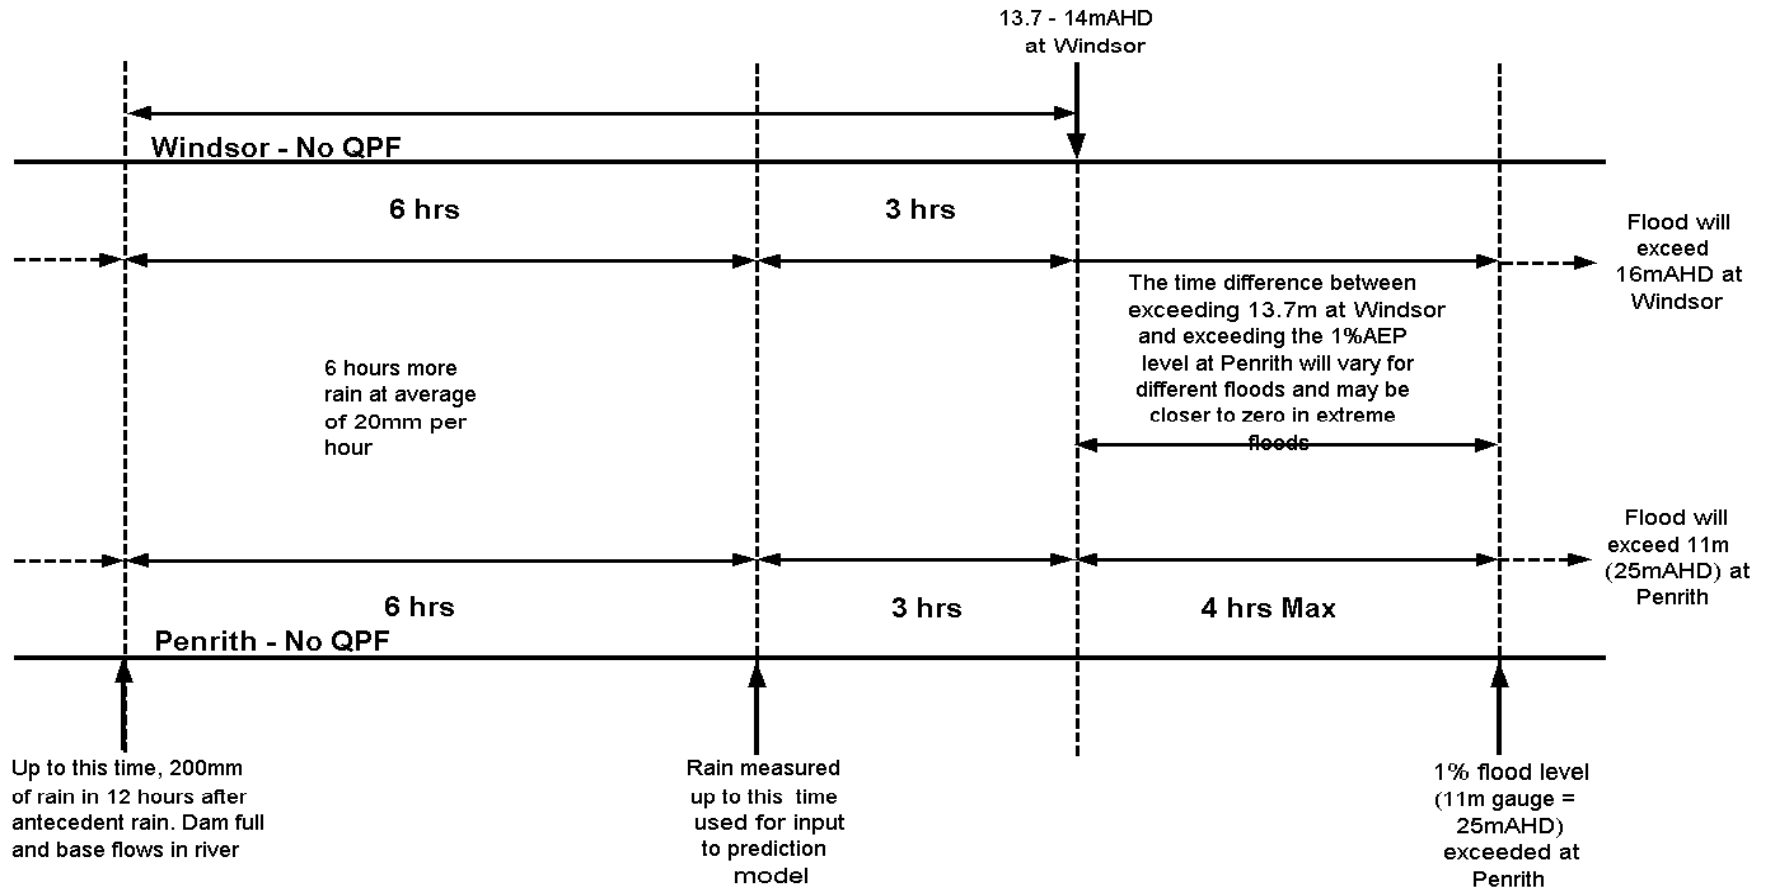 13.7 - 14mAHD
at Windsor
Windsor - No QPF
6 hrs
3 hrs
Flood will
exceed
16mAHD at
Windsor
The time difference between
exceeding 13.7m at Windsor
and exceeding the 1%AEP
level at Penrith will vary for
different floods and may be
closer to zero in extreme
floods
6 hours more
rain at average
of 20mm per
hour
Flood will
exceed 11m
(25mAHD) at
Penrith
6 hrs
3 hrs
4 hrs Max
Penrith - No QPF
Up to this time, 200mm
of rain in 12 hours after
antecedent rain. Dam full
and base flows in river
Rain measured
up to this time
used for input
to prediction
model
1% flood level
(11m gauge =
25mAHD)
exceeded at
Penrith